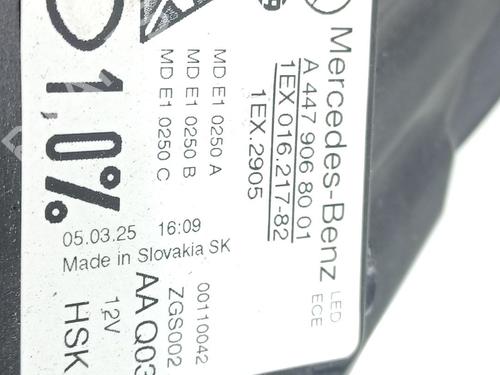 Mercedes-Benz
A 447 906 80 01
1EX 016.217-82
1EX.2905
LED
ECE
MD E1 0250 A
MD E1 0250 B
MD E1 0250 C
1,0%
05.03.25 16:09
Made in Slovakia SK
00110042
ZGS002
AA Q03
12V
HSK